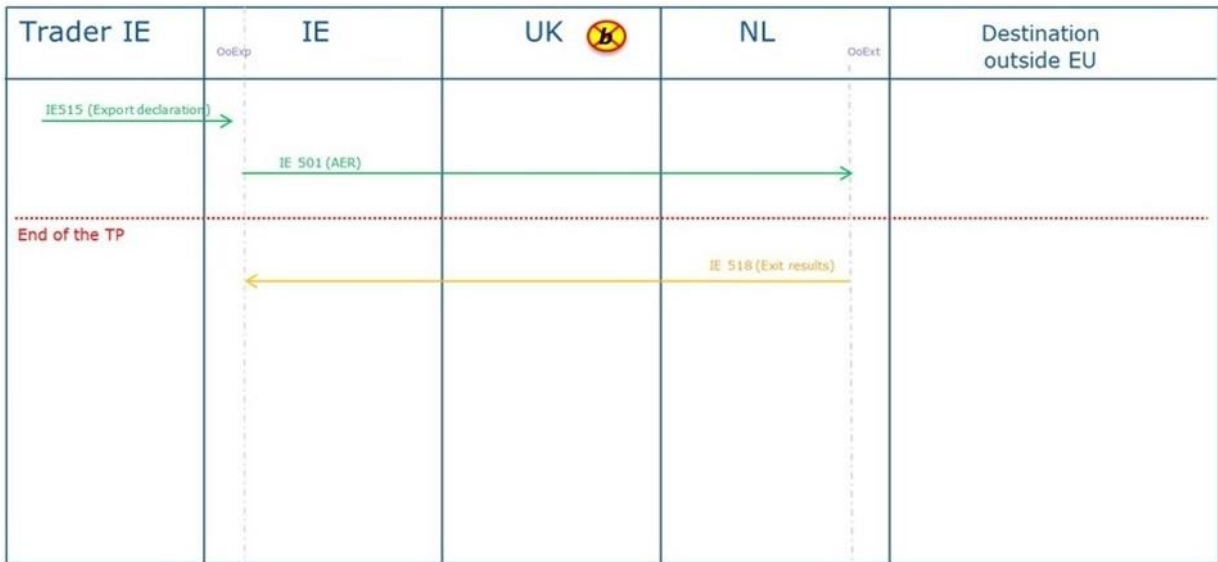 Trader IE
IE
UK b
NL
Destination
outside EU
OoExp
OoExt
IE515 (Export declaration)
IE 501 (AER)
End of the TP
IE 518 (Exit results)